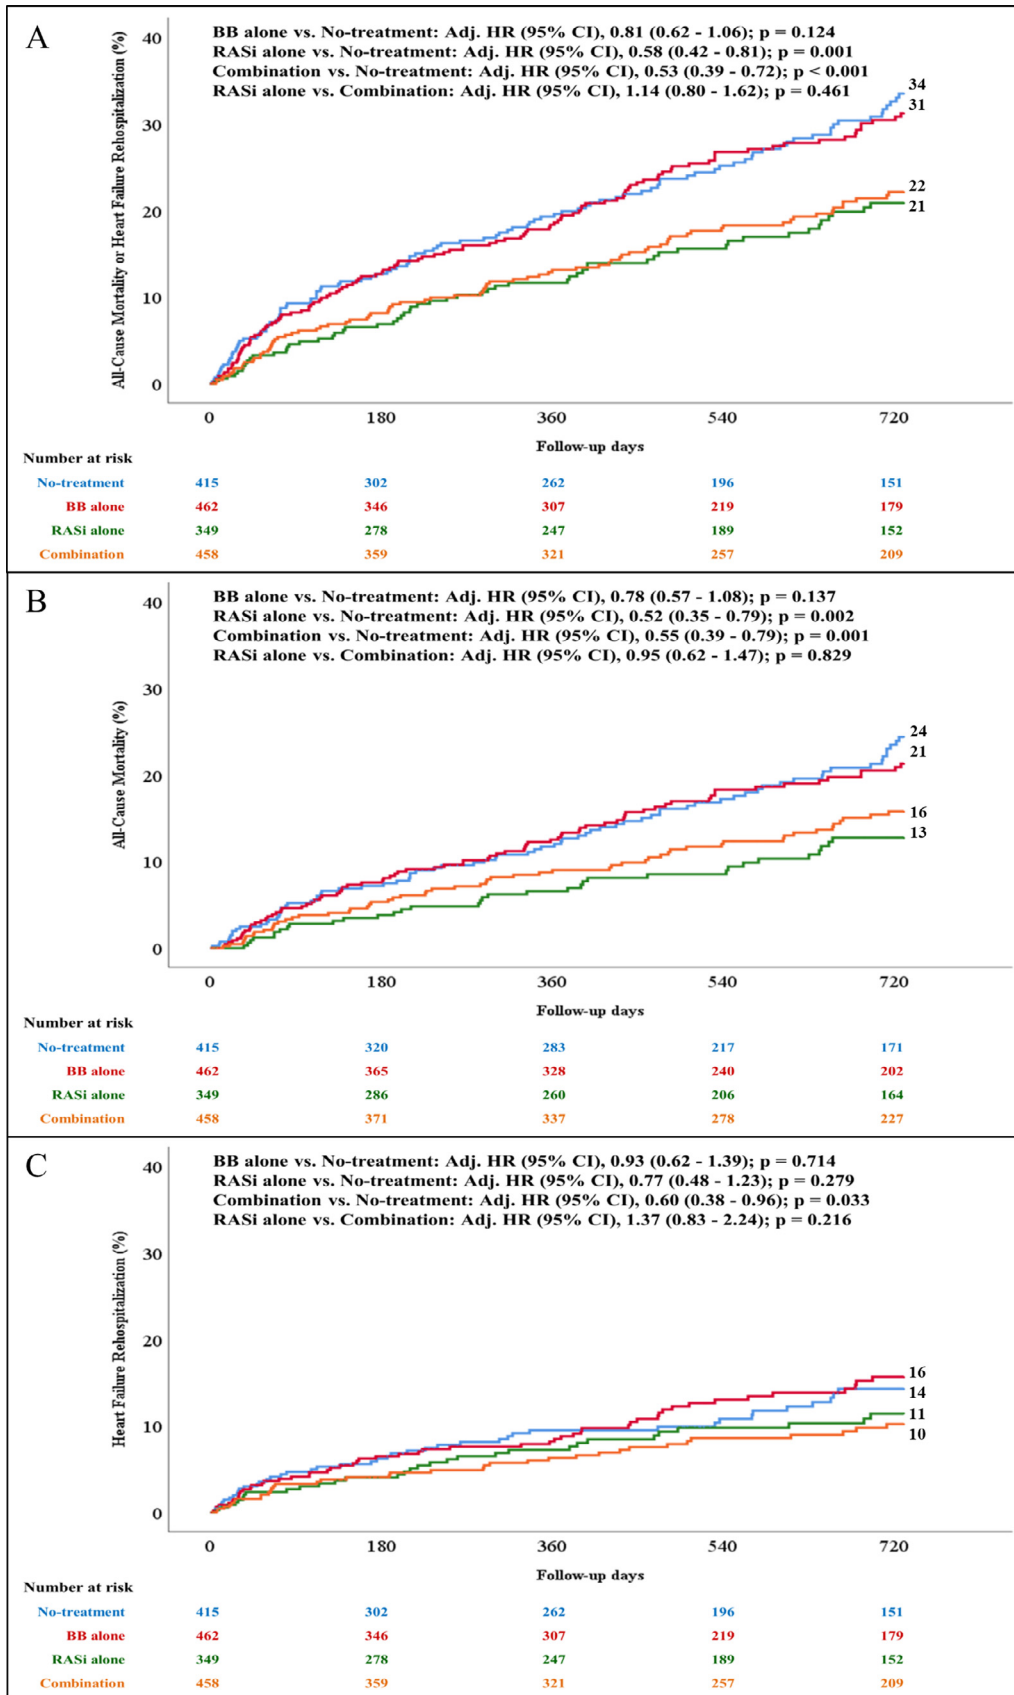 A
BB alone vs. No-treatment: Adj. HR (95% CI), 0.81 (0.62 - 1.06); p = 0.124
RASi alone vs. No-treatment: Adj. HR (95% CI), 0.58 (0.42 - 0.81); p = 0.001
Combination vs. No-treatment: Adj. HR (95% CI), 0.53 (0.39 - 0.72); p < 0.001
RASi alone vs. Combination: Adj. HR (95% CI), 1.14 (0.80 - 1.62); p = 0.461
All-Cause Mortality or Heart Failure Rehospitalization (%)
40
30
20
10
0
34
31
22
21
0 180 360 540 720
Follow-up days
Number at risk
No-treatment 415 302 262 196 151
BB alone 462 346 307 219 179
RASi alone 349 278 247 189 152
Combination 458 359 321 257 209
B
BB alone vs. No-treatment: Adj. HR (95% CI), 0.78 (0.57 - 1.08); p = 0.137
RASi alone vs. No-treatment: Adj. HR (95% CI), 0.52 (0.35 - 0.79); p = 0.002
Combination vs. No-treatment: Adj. HR (95% CI), 0.55 (0.39 - 0.79); p = 0.001
RASi alone vs. Combination: Adj. HR (95% CI), 0.95 (0.62 - 1.47); p = 0.829
All-Cause Mortality (%)
40
30
20
10
0
24
21
16
13
0 180 360 540 720
Follow-up days
Number at risk
No-treatment 415 320 283 217 171
BB alone 462 365 328 240 202
RASi alone 349 286 260 206 164
Combination 458 371 337 278 227
C
BB alone vs. No-treatment: Adj. HR (95% CI), 0.93 (0.62 - 1.39); p = 0.714
RASi alone vs. No-treatment: Adj. HR (95% CI), 0.77 (0.48 - 1.23); p = 0.279
Combination vs. No-treatment: Adj. HR (95% CI), 0.60 (0.38 - 0.96); p = 0.033
RASi alone vs. Combination: Adj. HR (95% CI), 1.37 (0.83 - 2.24); p = 0.216
Heart Failure Rehospitalization (%)
40
30
20
10
0
16
14
11
10
0 180 360 540 720
Follow-up days
Number at risk
No-treatment 415 302 262 196 151
BB alone 462 346 307 219 179
RASi alone 349 278 247 189 152
Combination 458 359 321 257 209